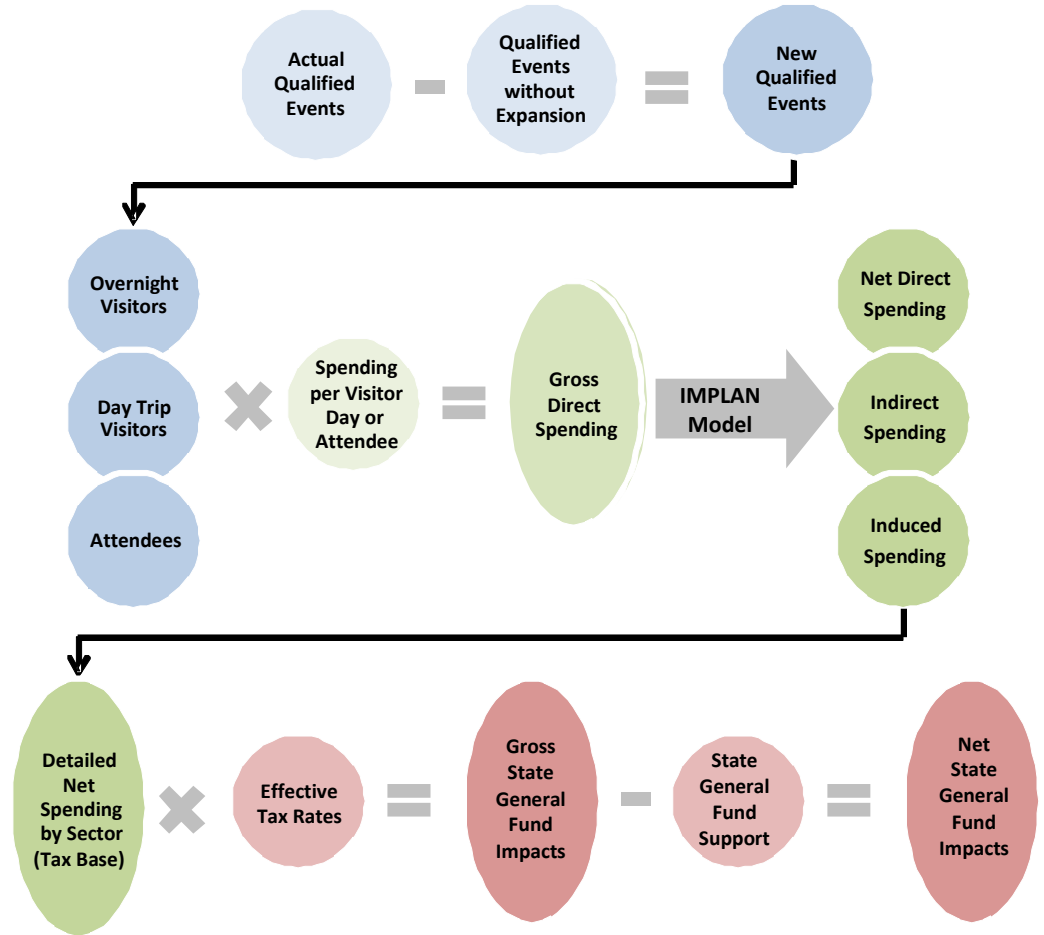 Actual
Qualified
Events
Qualified
Events
without
Expansion
New
Qualified
Events
Overnight
Visitors
Day Trip
Visitors
Attendees
Spending
per Visitor
Day or
Attendee
Gross
Direct
Spending
IMPLAN
Model
Net Direct
Spending
Indirect
Spending
Induced
Spending
Detailed
Net
Spending
by Sector
(Tax Base)
Effective
Tax Rates
Gross
State
General
Fund
Impacts
State
General
Fund
Support
Net
State
General
Fund
Impacts